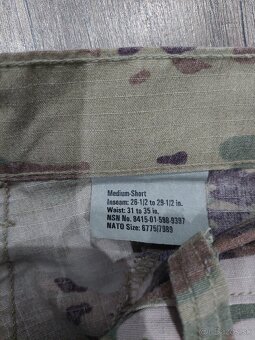 Medium-Short
Inseam: 26-1/2 to 29-1/2 in.
Waist: 31 to 35 in.
NSN No. 8415-01-598-9397
NATO Size: 6775/7989